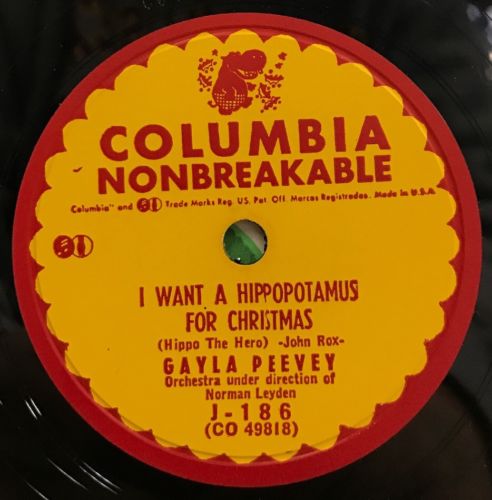 COLUMBIA
NONBREAKABLE
Columbia" and Trade Marks Reg. U.S. Pat. Off. Marcas Registradas. Made in U.S.A.
I WANT A HIPPOPOTAMUS
FOR CHRISTMAS
(Hippo The Hero) -John Rox-
GAYLA PEEVEY
Orchestra under direction of
Norman Leyden
J-186
(CO 49818)